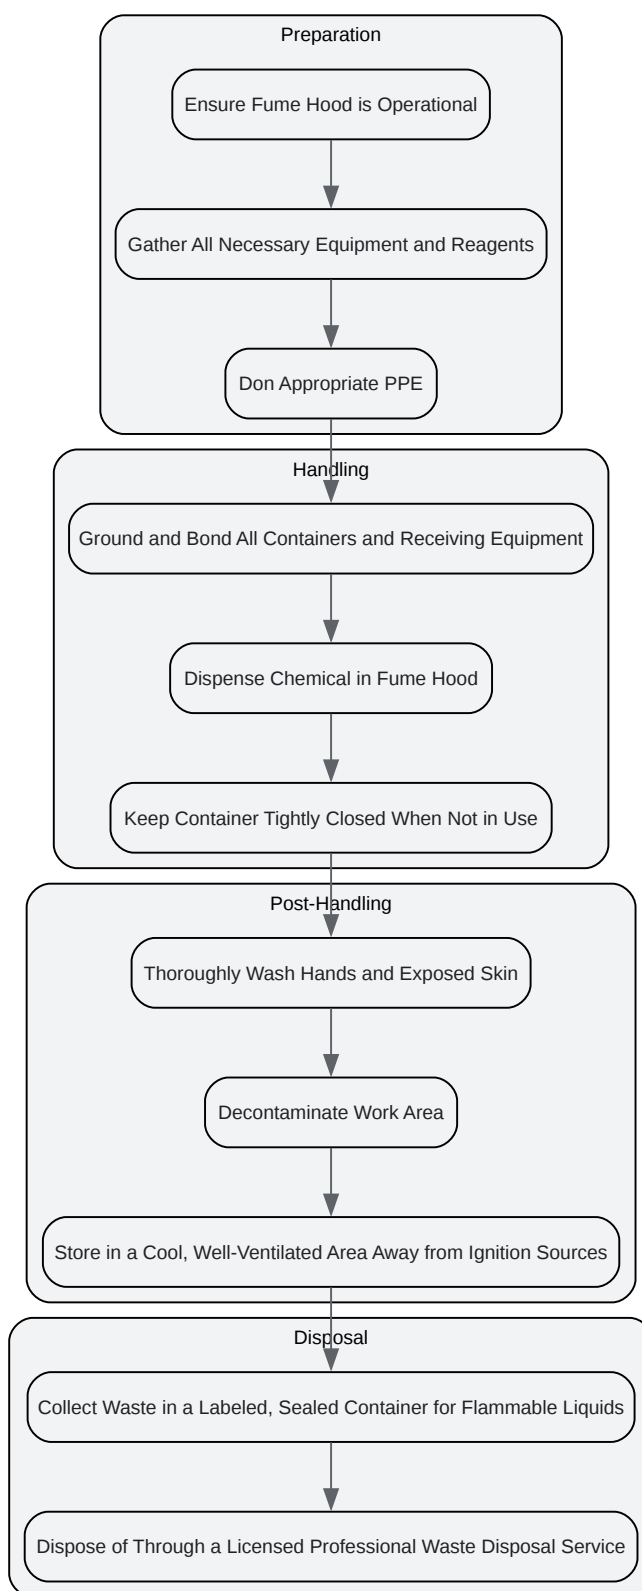 Preparation
Ensure Fume Hood is Operational
Gather All Necessary Equipment and Reagents
Don Appropriate PPE
Handling
Ground and Bond All Containers and Receiving Equipment
Dispense Chemical in Fume Hood
Keep Container Tightly Closed When Not in Use
Post-Handling
Thoroughly Wash Hands and Exposed Skin
Decontaminate Work Area
Store in a Cool, Well-Ventilated Area Away from Ignition Sources
Disposal
Collect Waste in a Labeled, Sealed Container for Flammable Liquids
Dispose of Through a Licensed Professional Waste Disposal Service